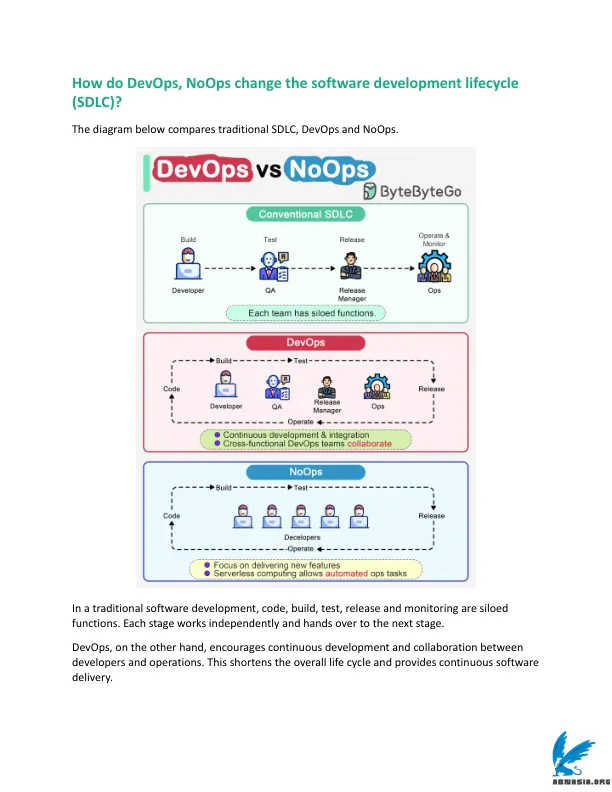 How do DevOps, NoOps change the software development lifecycle
(SDLC)?
The diagram below compares traditional SDLC, DevOps and NoOps.
DevOps vs NoOps
ByteByteGo
Conventional SDLC
Build
Test
Release
Operate &
Monitor
Developer
QA
Release
Manager
Ops
Each team has siloed functions.
DevOps
Build
Test
Code
Release
Developer
QA
Release
Manager
Ops
Operate
Continuous development & integration
Cross-functional DevOps teams collaborate
NoOps
Build
Test
Code
Release
Decelopers
Operate
Focus on delivering new features
Serverless computing allows automated ops tasks
In a traditional software development, code, build, test, release and monitoring are siloed
functions. Each stage works independently and hands over to the next stage.
DevOps, on the other hand, encourages continuous development and collaboration between
developers and operations. This shortens the overall life cycle and provides continuous software
delivery.
ABNASIA.ORG